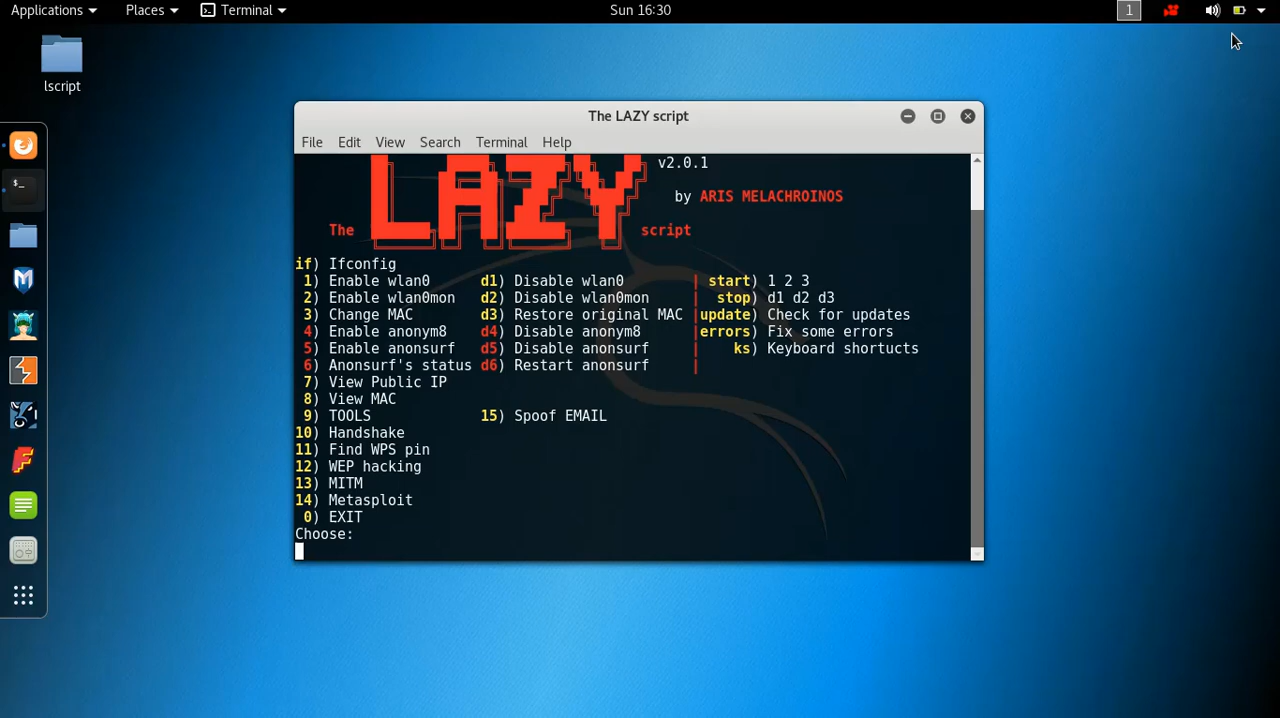 Applications Places Terminal Sun 16:30 1
lscript
The LAZY script
File Edit View Search Terminal Help
LAZY v2.0.1
by ARIS MELACHROINOS
The script
if) Ifconfig
1) Enable wlan0 d1) Disable wlan0 | start) 1 2 3
2) Enable wlan0mon d2) Disable wlan0mon | stop) d1 d2 d3
3) Change MAC d3) Restore original MAC |update) Check for updates
4) Enable anonym8 d4) Disable anonym8 |errors) Fix some errors
5) Enable anonsurf d5) Disable anonsurf | ks) Keyboard shortucts
6) Anonsurf's status d6) Restart anonsurf |
7) View Public IP
8) View MAC
9) TOOLS 15) Spoof EMAIL
10) Handshake
11) Find WPS pin
12) WEP hacking
13) MITM
14) Metasploit
0) EXIT
Choose: